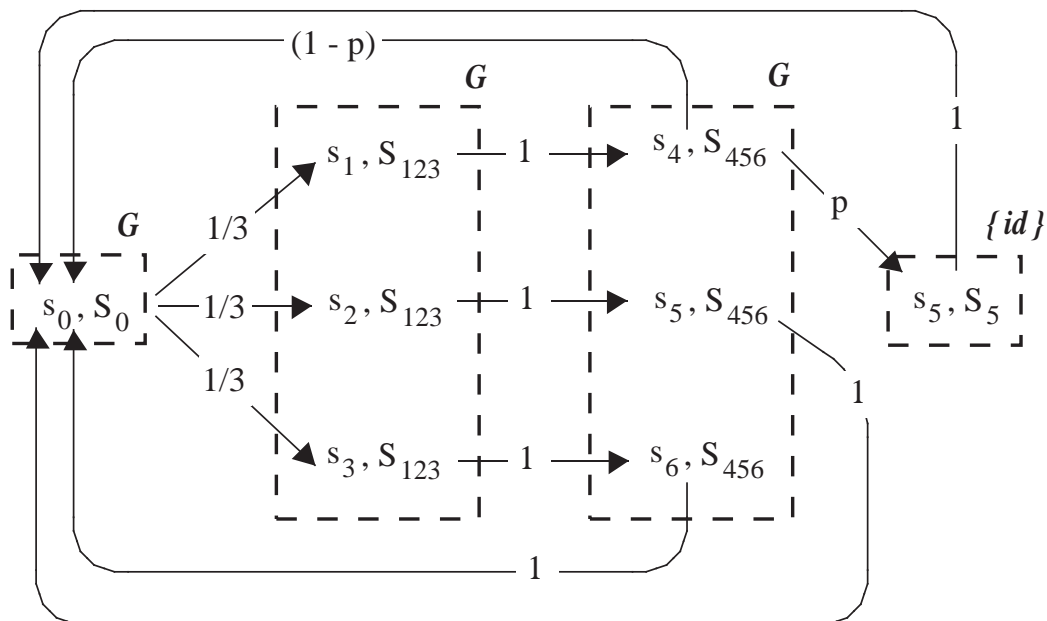 (1 - p)
G
G
1
s1, S123
1
s4, S456
p
G
1/3
{id}
s0, S0
1/3
s2, S123
1
s5, S456
s5, S5
1/3
1
s3, S123
1
s6, S456
1